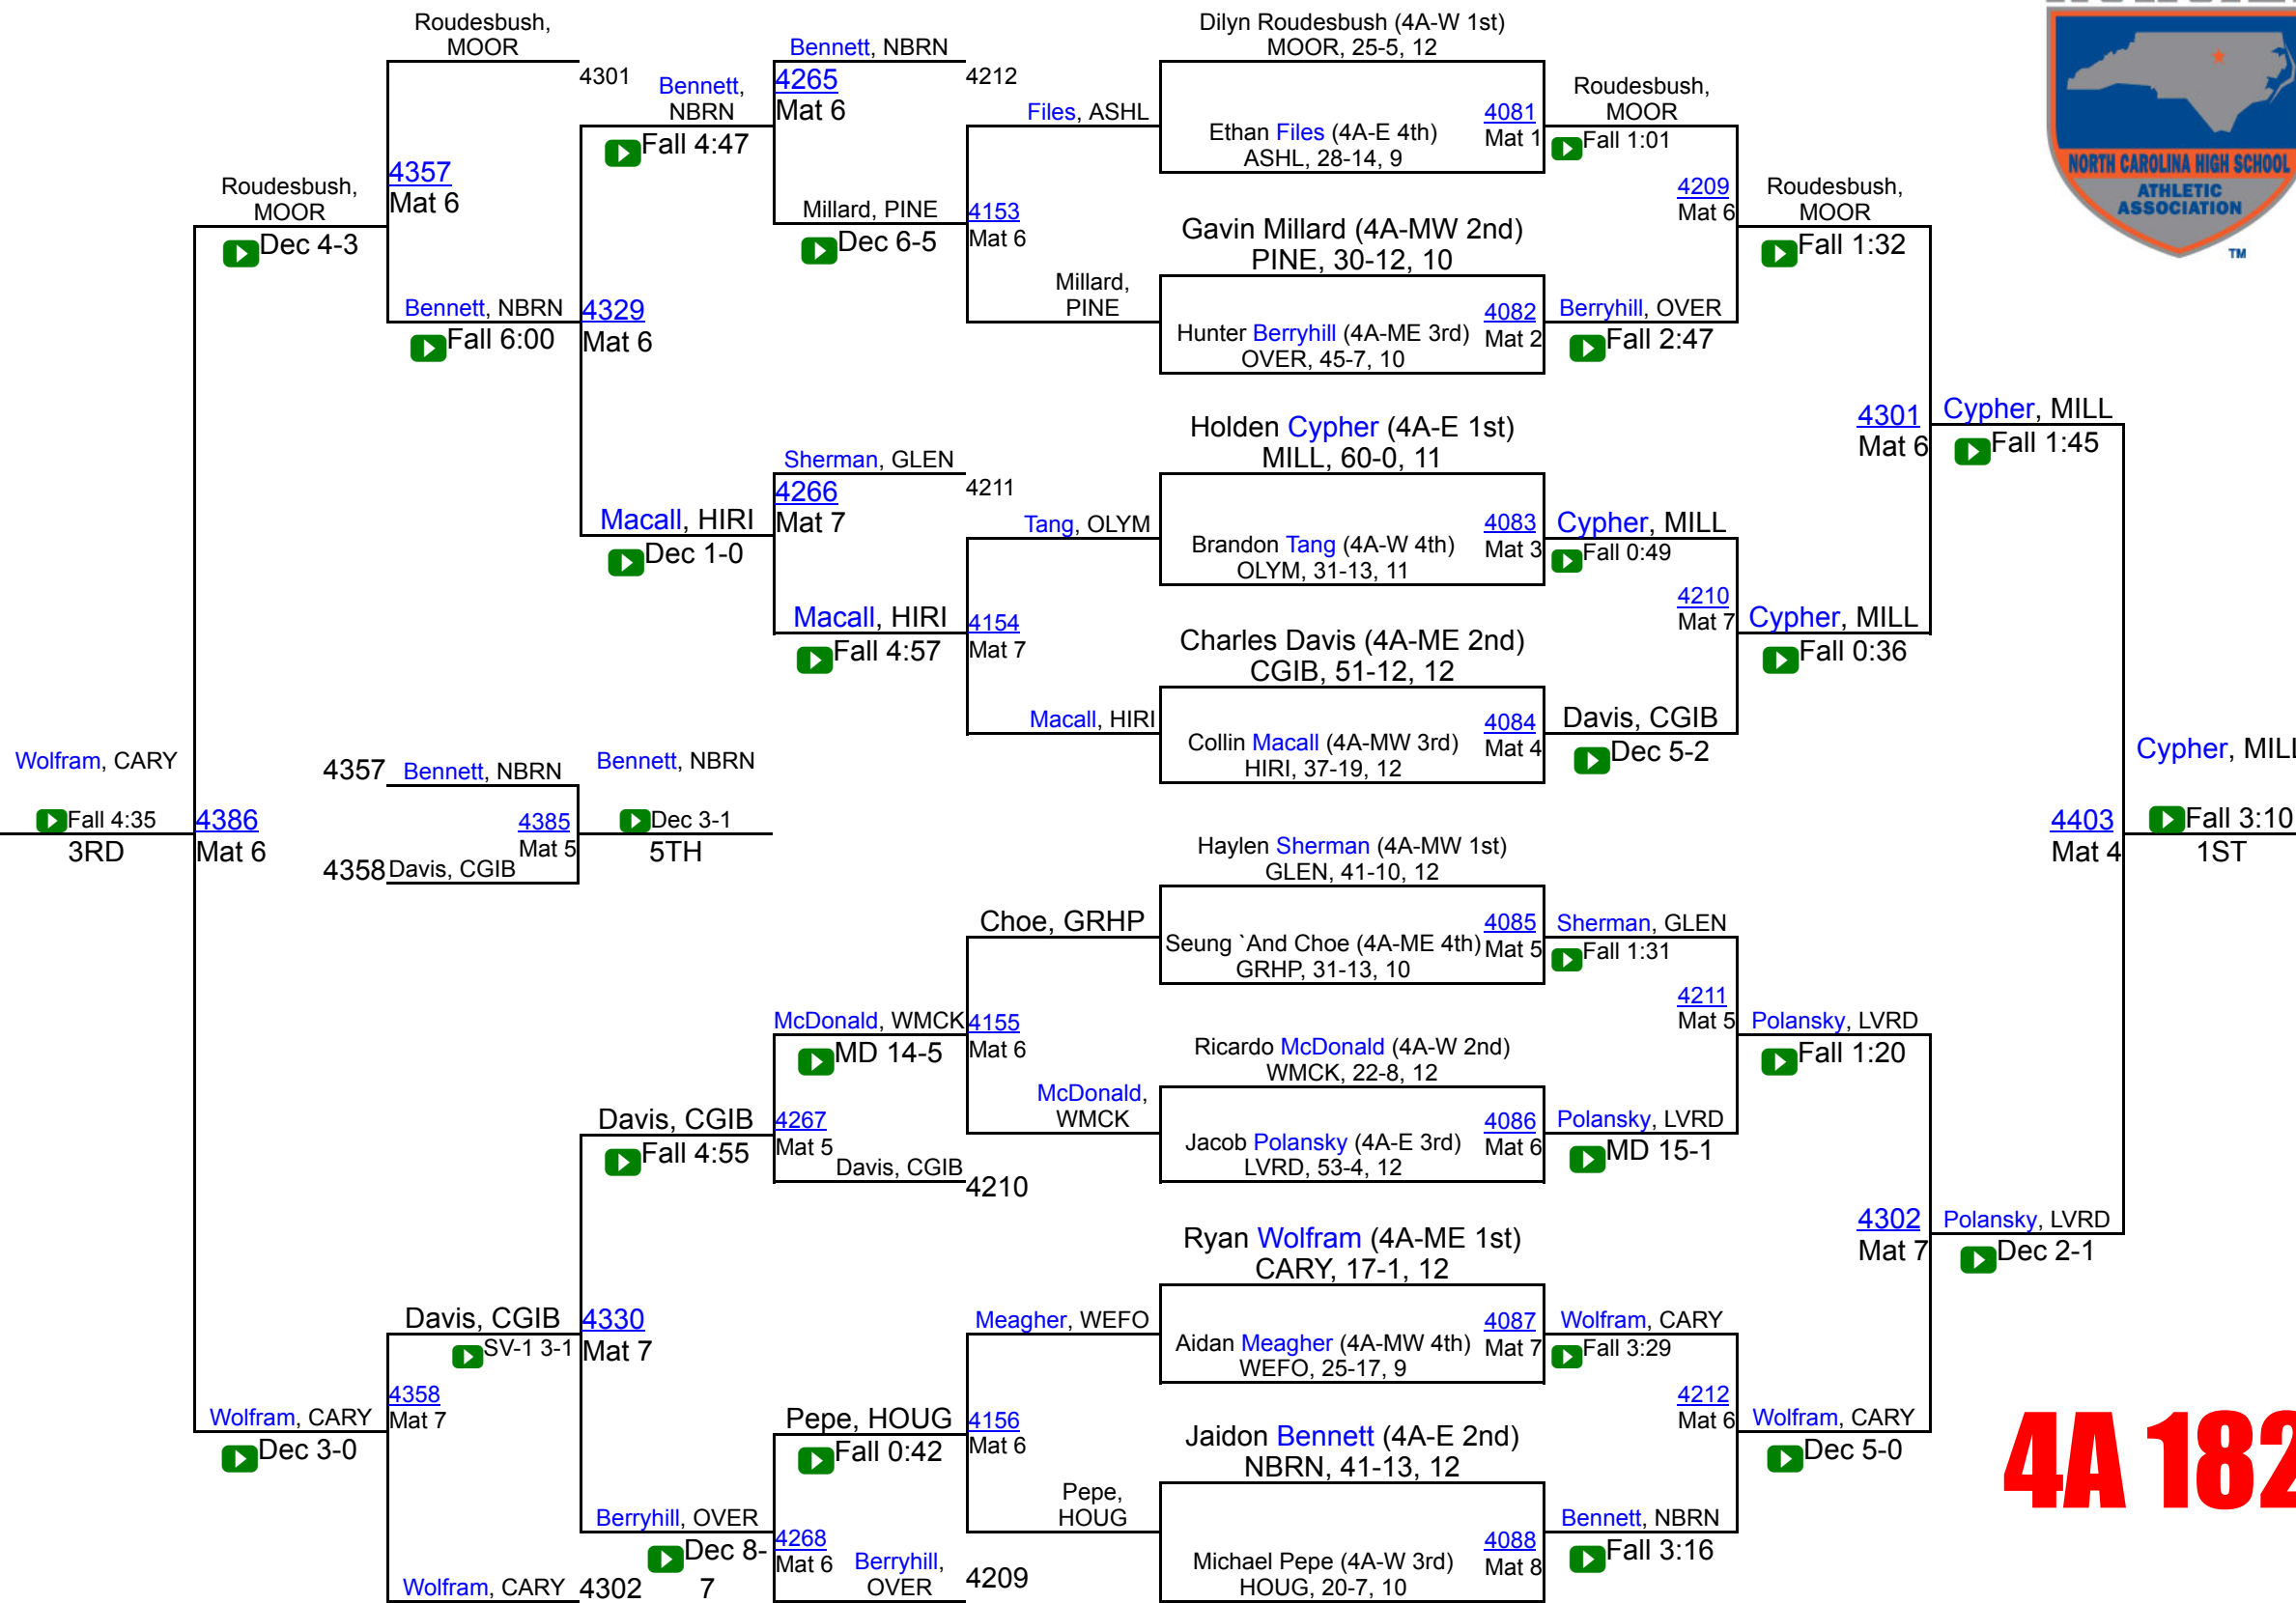 Roudesbush,
MOOR
4301
4357
Mat 6
Roudesbush,
MOOR
Dec 4-3
Bennett, NBRN
Fall 6:00
Bennett,
NBRN
Fall 4:47
4329
Mat 6
Macall, HIRI
Dec 1-0
Bennett, NBRN
4212
4265
Mat 6
Millard, PINE
Dec 6-5
Sherman, GLEN
4211
4266
Mat 7
Macall, HIRI
Fall 4:57
Files, ASHL
4153
Mat 6
Millard,
PINE
Tang, OLYM
4154
Mat 7
Macall, HIRI
Dilyn Roudesbush (4A-W 1st)
MOOR, 25-5, 12
4081
Mat 1
Ethan Files (4A-E 4th)
ASHL, 28-14, 9
Gavin Millard (4A-MW 2nd)
PINE, 30-12, 10
4082
Mat 2
Hunter Berryhill (4A-ME 3rd)
OVER, 45-7, 10
Holden Cypher (4A-E 1st)
MILL, 60-0, 11
4083
Mat 3
Brandon Tang (4A-W 4th)
OLYM, 31-13, 11
Charles Davis (4A-ME 2nd)
CGIB, 51-12, 12
4084
Mat 4
Collin Macall (4A-MW 3rd)
HIRI, 37-19, 12
Roudesbush,
MOOR
Fall 1:01
4209
Mat 6
Berryhill, OVER
Fall 2:47
Cypher, MILL
Fall 0:49
4210
Mat 7
Davis, CGIB
Dec 5-2
Roudesbush,
MOOR
Fall 1:32
4301
Mat 6
Cypher, MILL
Fall 0:36
Cypher, MILL
Fall 1:45
NORTH CAROLINA HIGH SCHOOL
ATHLETIC
ASSOCIATION
TM
Wolfram, CARY
Fall 4:35
3RD
4386
Mat 6
4357
Bennett, NBRN
4385
Mat 5
4358
Davis, CGIB
Bennett, NBRN
Dec 3-1
5TH
4403
Mat 4
Cypher, MILL
Fall 3:10
1ST
Haylen Sherman (4A-MW 1st)
GLEN, 41-10, 12
4085
Mat 5
Seung `And Choe (4A-ME 4th)
GRHP, 31-13, 10
Ricardo McDonald (4A-W 2nd)
WMCK, 22-8, 12
4086
Mat 6
Jacob Polansky (4A-E 3rd)
LVRD, 53-4, 12
Ryan Wolfram (4A-ME 1st)
CARY, 17-1, 12
4087
Mat 7
Aidan Meagher (4A-MW 4th)
WEFO, 25-17, 9
Jaidon Bennett (4A-E 2nd)
NBRN, 41-13, 12
4088
Mat 8
Michael Pepe (4A-W 3rd)
HOUG, 20-7, 10
Choe, GRHP
4155
Mat 6
McDonald,
WMCK
Meagher, WEFO
4156
Mat 6
Pepe,
HOUG
McDonald, WMCK
MD 14-5
4267
Mat 5
Davis, CGIB
4210
Pepe, HOUG
Fall 0:42
4268
Mat 6
Berryhill,
OVER
4209
Davis, CGIB
Fall 4:55
4330
Mat 7
Berryhill, OVER
Dec 8-
7
Davis, CGIB
SV-1 3-1
4358
Mat 7
Wolfram, CARY
4302
Wolfram, CARY
Dec 3-0
Sherman, GLEN
Fall 1:31
4211
Mat 5
Polansky, LVRD
MD 15-1
Wolfram, CARY
Fall 3:29
4212
Mat 6
Bennett, NBRN
Fall 3:16
Polansky, LVRD
Fall 1:20
4302
Mat 7
Wolfram, CARY
Dec 5-0
Polansky, LVRD
Dec 2-1
4A 182